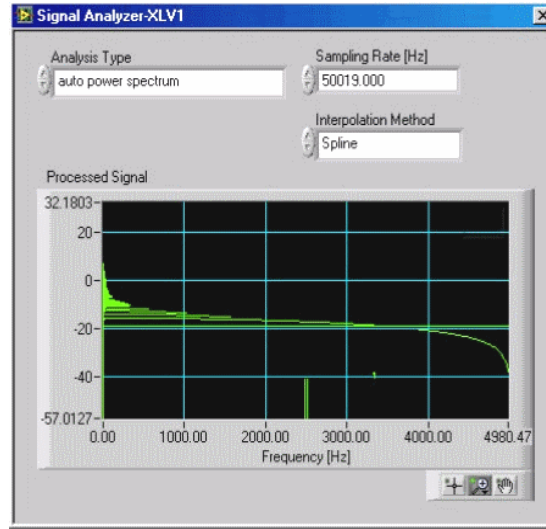 Signal Analyzer-XLV1
Analysis Type
auto power spectrum
Sampling Rate [Hz]
50019.000
Interpolation Method
Spline
Processed Signal
32.1803
20
0
-20
-40
-57.0127
0.00 1000.00 2000.00 3000.00 4000.00 4980.47
Frequency [Hz]